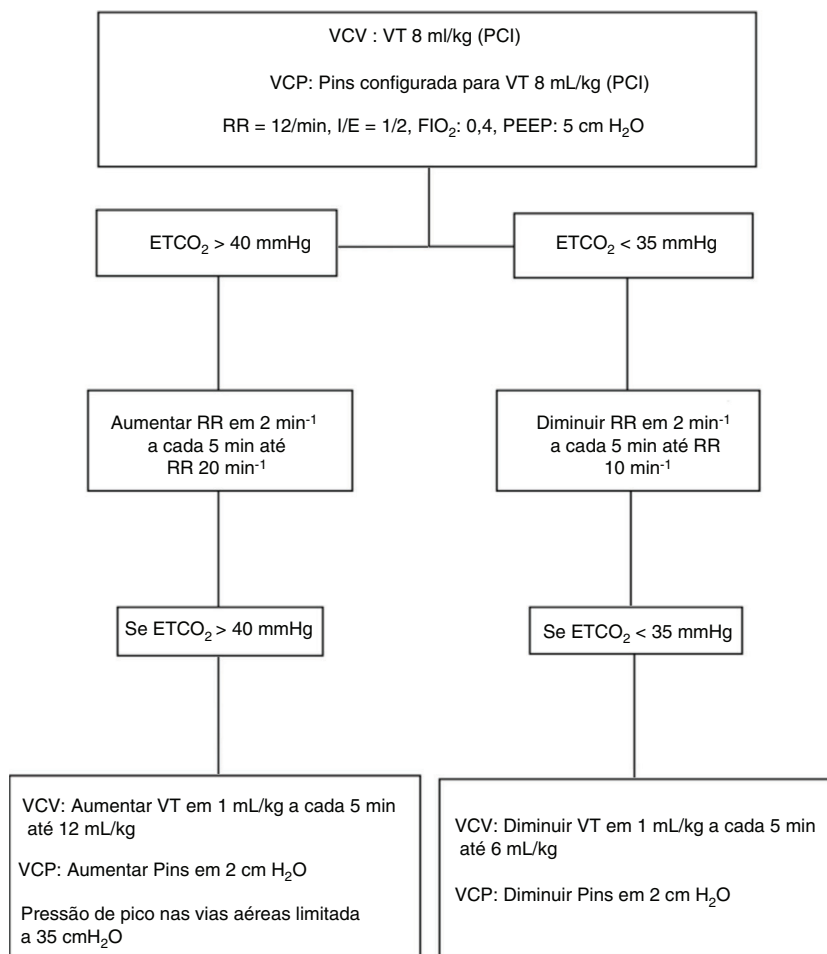 VCV : VT 8 ml/kg (PCI)
VCP: Pins configurada para VT 8 mL/kg (PCI)
RR = 12/min, I/E = 1/2, FIO₂: 0,4, PEEP: 5 cm H₂O
ETCO₂ > 40 mmHg
ETCO₂ < 35 mmHg
Aumentar RR em 2 min⁻¹
a cada 5 min até
RR 20 min⁻¹
Diminuir RR em 2 min⁻¹
a cada 5 min até RR
10 min⁻¹
Se ETCO₂ > 40 mmHg
Se ETCO₂ < 35 mmHg
VCV: Aumentar VT em 1 mL/kg a cada 5 min
até 12 mL/kg
VCP: Aumentar Pins em 2 cm H₂O
Pressão de pico nas vias aéreas limitada
a 35 cmH₂O
VCV: Diminuir VT em 1 mL/kg a cada 5 min
até 6 mL/kg
VCP: Diminuir Pins em 2 cm H₂O